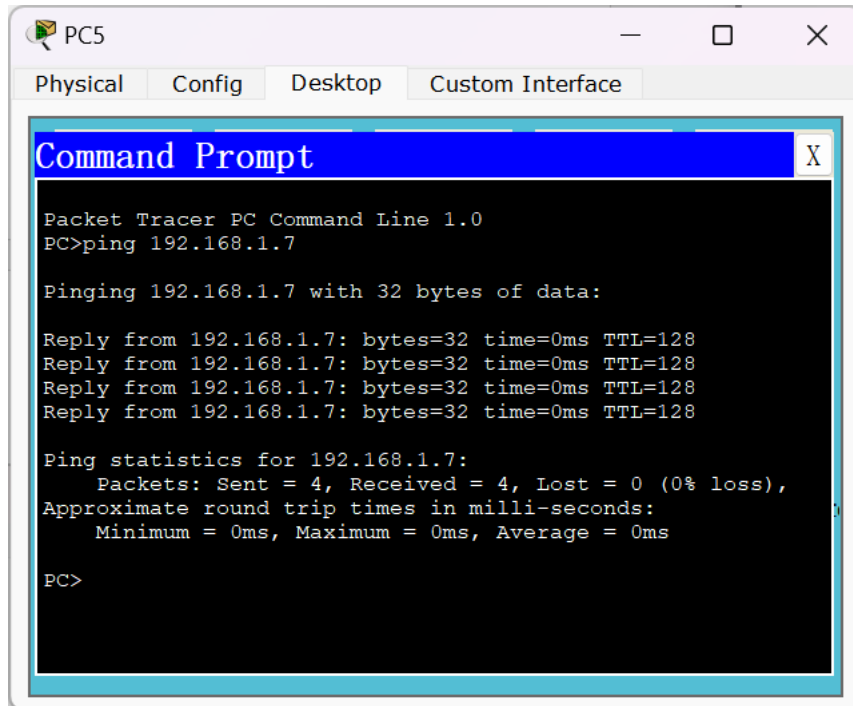 PC5
Physical Config Desktop Custom Interface
Command Prompt X
Packet Tracer PC Command Line 1.0
PC>ping 192.168.1.7
Pinging 192.168.1.7 with 32 bytes of data:
Reply from 192.168.1.7: bytes=32 time=0ms TTL=128
Reply from 192.168.1.7: bytes=32 time=0ms TTL=128
Reply from 192.168.1.7: bytes=32 time=0ms TTL=128
Reply from 192.168.1.7: bytes=32 time=0ms TTL=128
Ping statistics for 192.168.1.7:
Packets: Sent = 4, Received = 4, Lost = 0 (0% loss),
Approximate round trip times in milli-seconds:
Minimum = 0ms, Maximum = 0ms, Average = 0ms
PC>